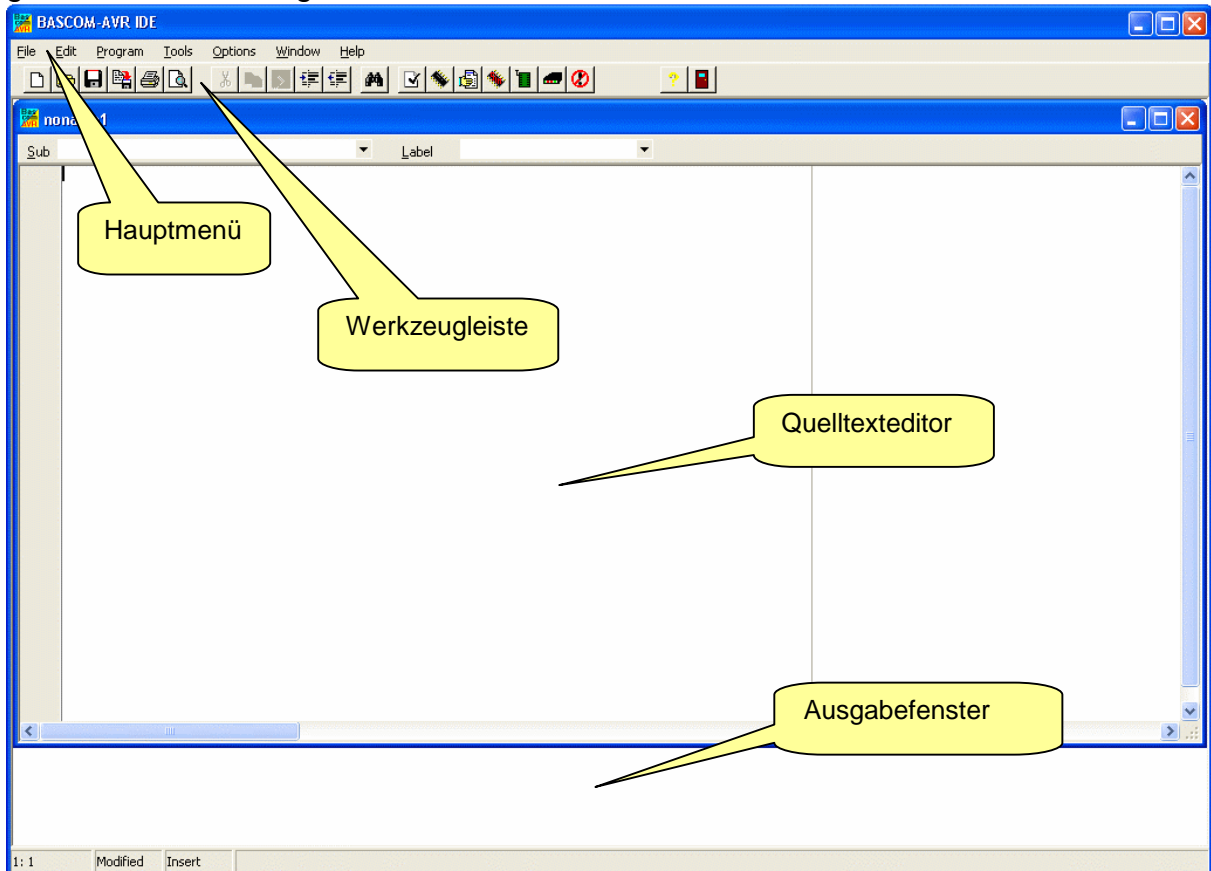 BASCOM-AVR IDE
File Edit Program Tools Options Window Help
1
Sub Label
Hauptmenü
Werkzeugleiste
Quelltexteditor
Ausgabefenster
1: 1 Modified Insert